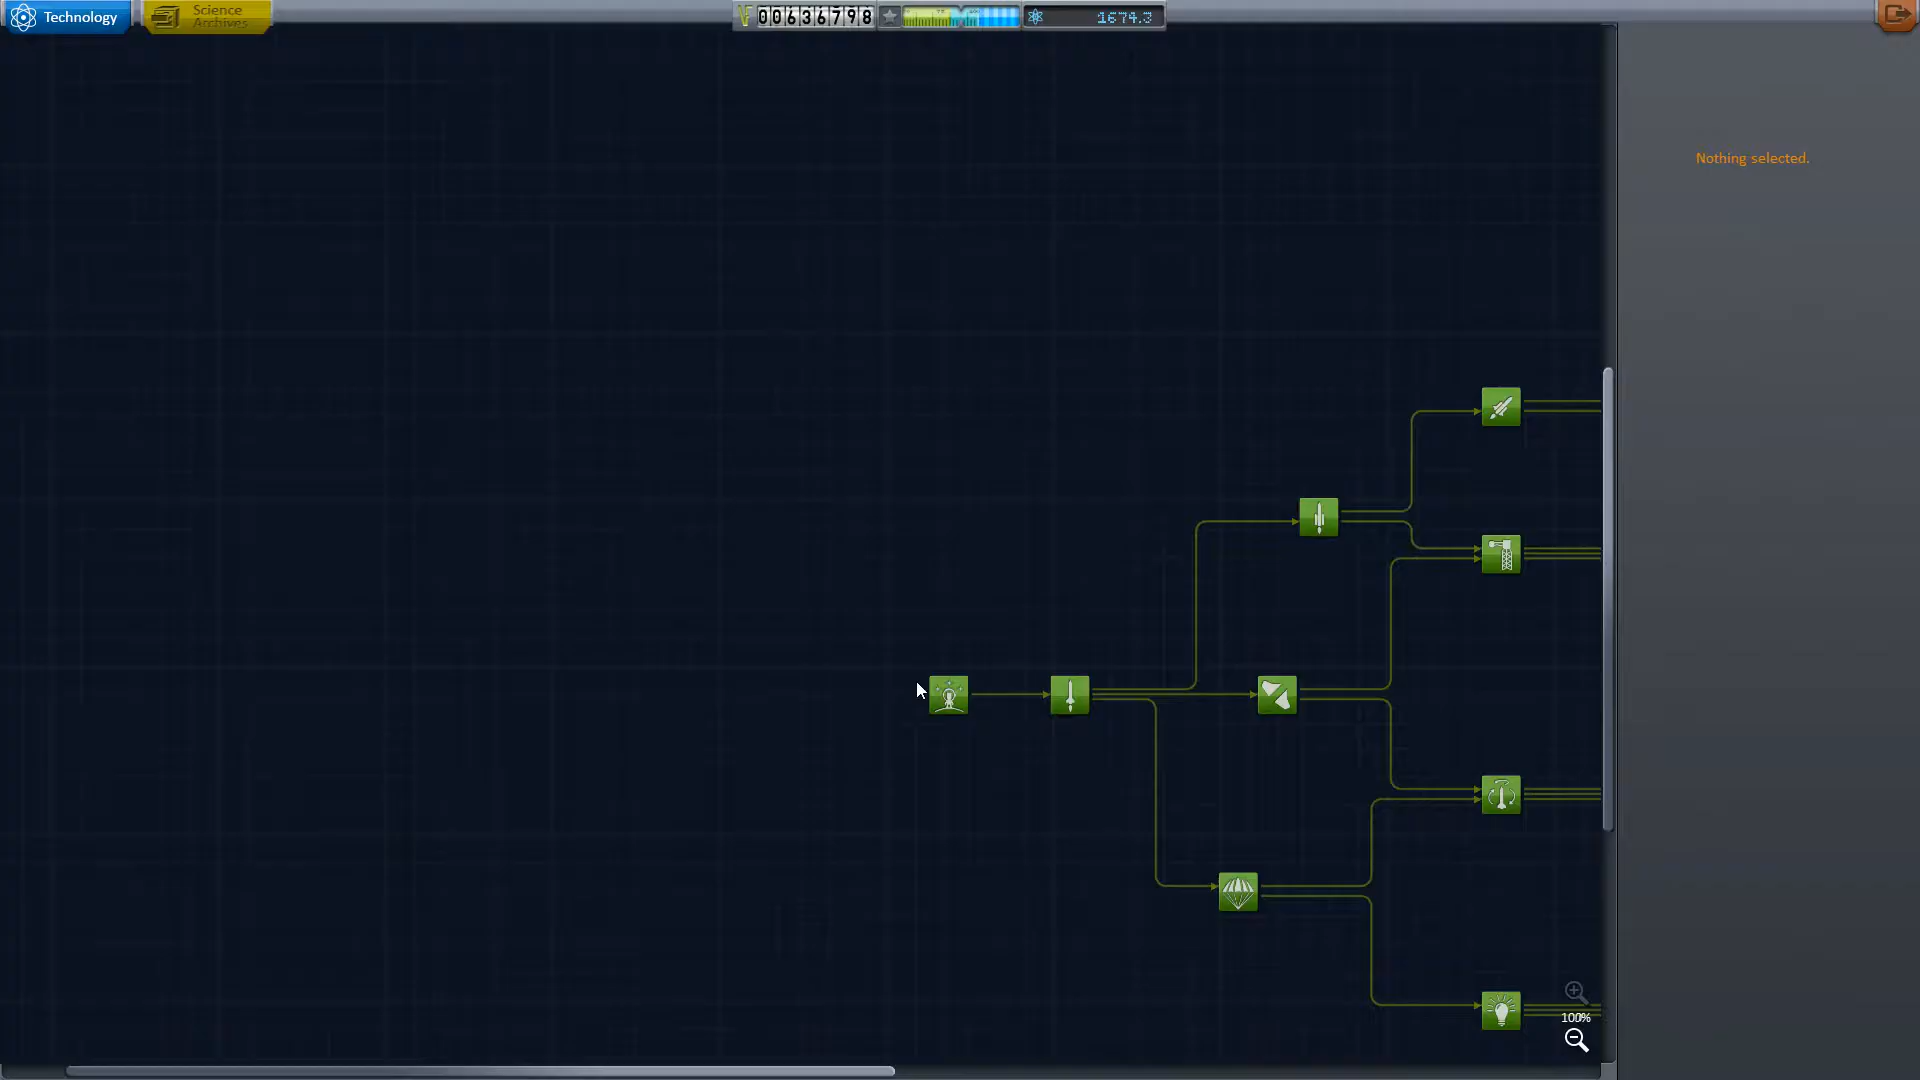 Technology
Science
Archives
00636798
1674.3
Nothing selected.
100%